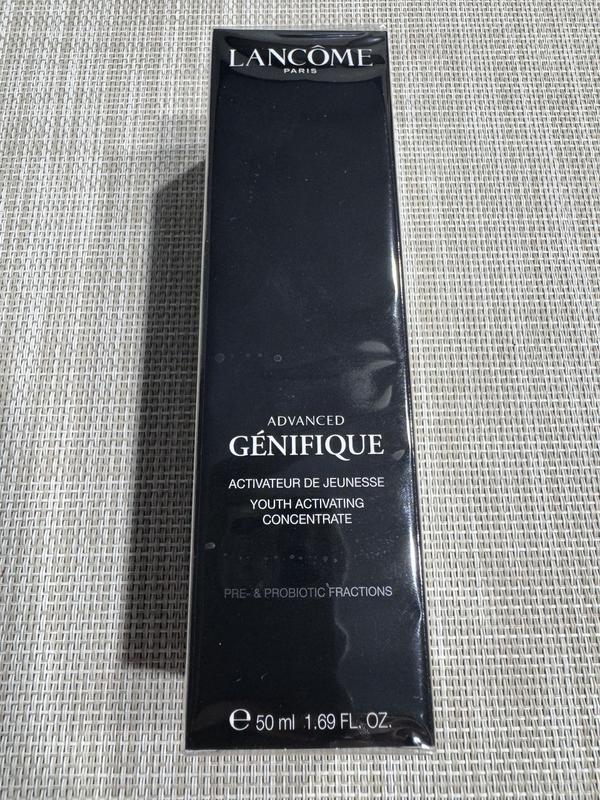 LANCÔME
PARIS
ADVANCED
GÉNIFIQUE
ACTIVATEUR DE JEUNESSE
YOUTH ACTIVATING
CONCENTRATE
PRE- & PROBIOTIC FRACTIONS
℮ 50 ml 1.69 FL. OZ.